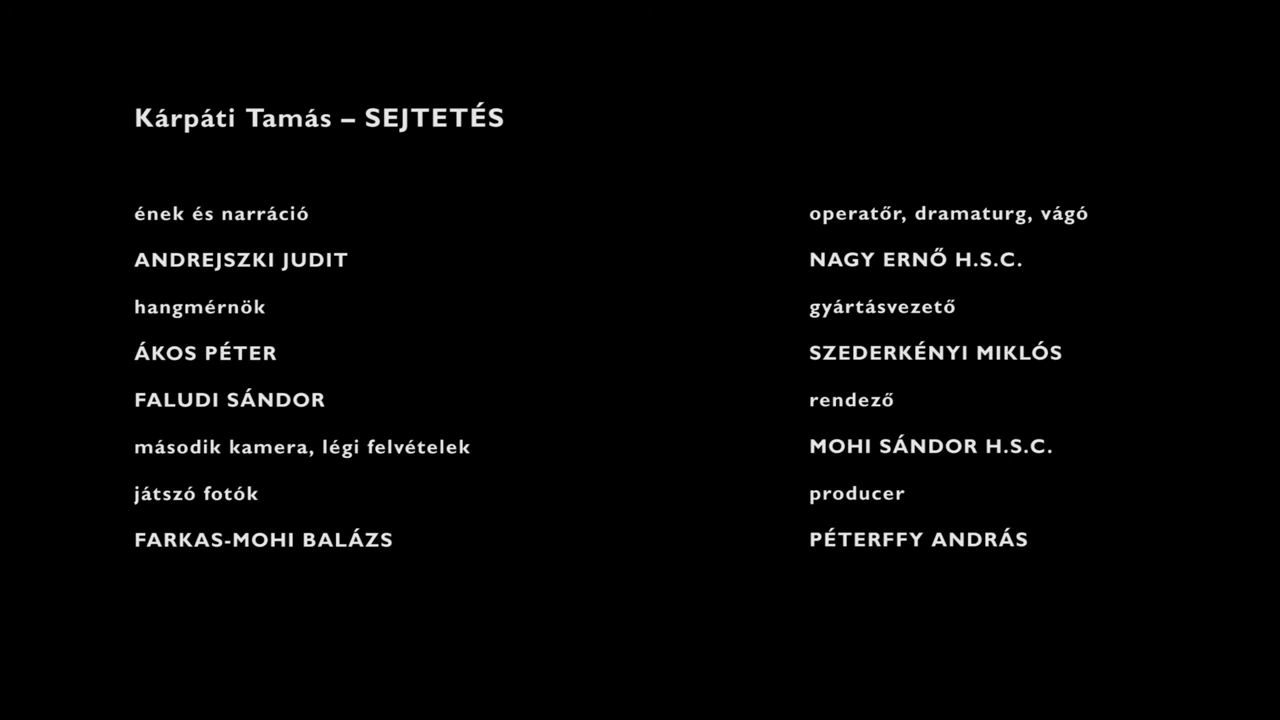 Kárpáti Tamás – SEJTETÉS
ének és narráció
ANDREJSZKI JUDIT
hangmérnök
ÁKOS PÉTER
FALUDI SÁNDOR
második kamera, légi felvételek
játszó fotók
FARKAS-MOHI BALÁZS
operatőr, dramaturg, vágó
NAGY ERNŐ H.S.C.
gyártásvezető
SZEDERKÉNYI MIKLÓS
rendező
MOHI SÁNDOR H.S.C.
producer
PÉTERFFY ANDRÁS